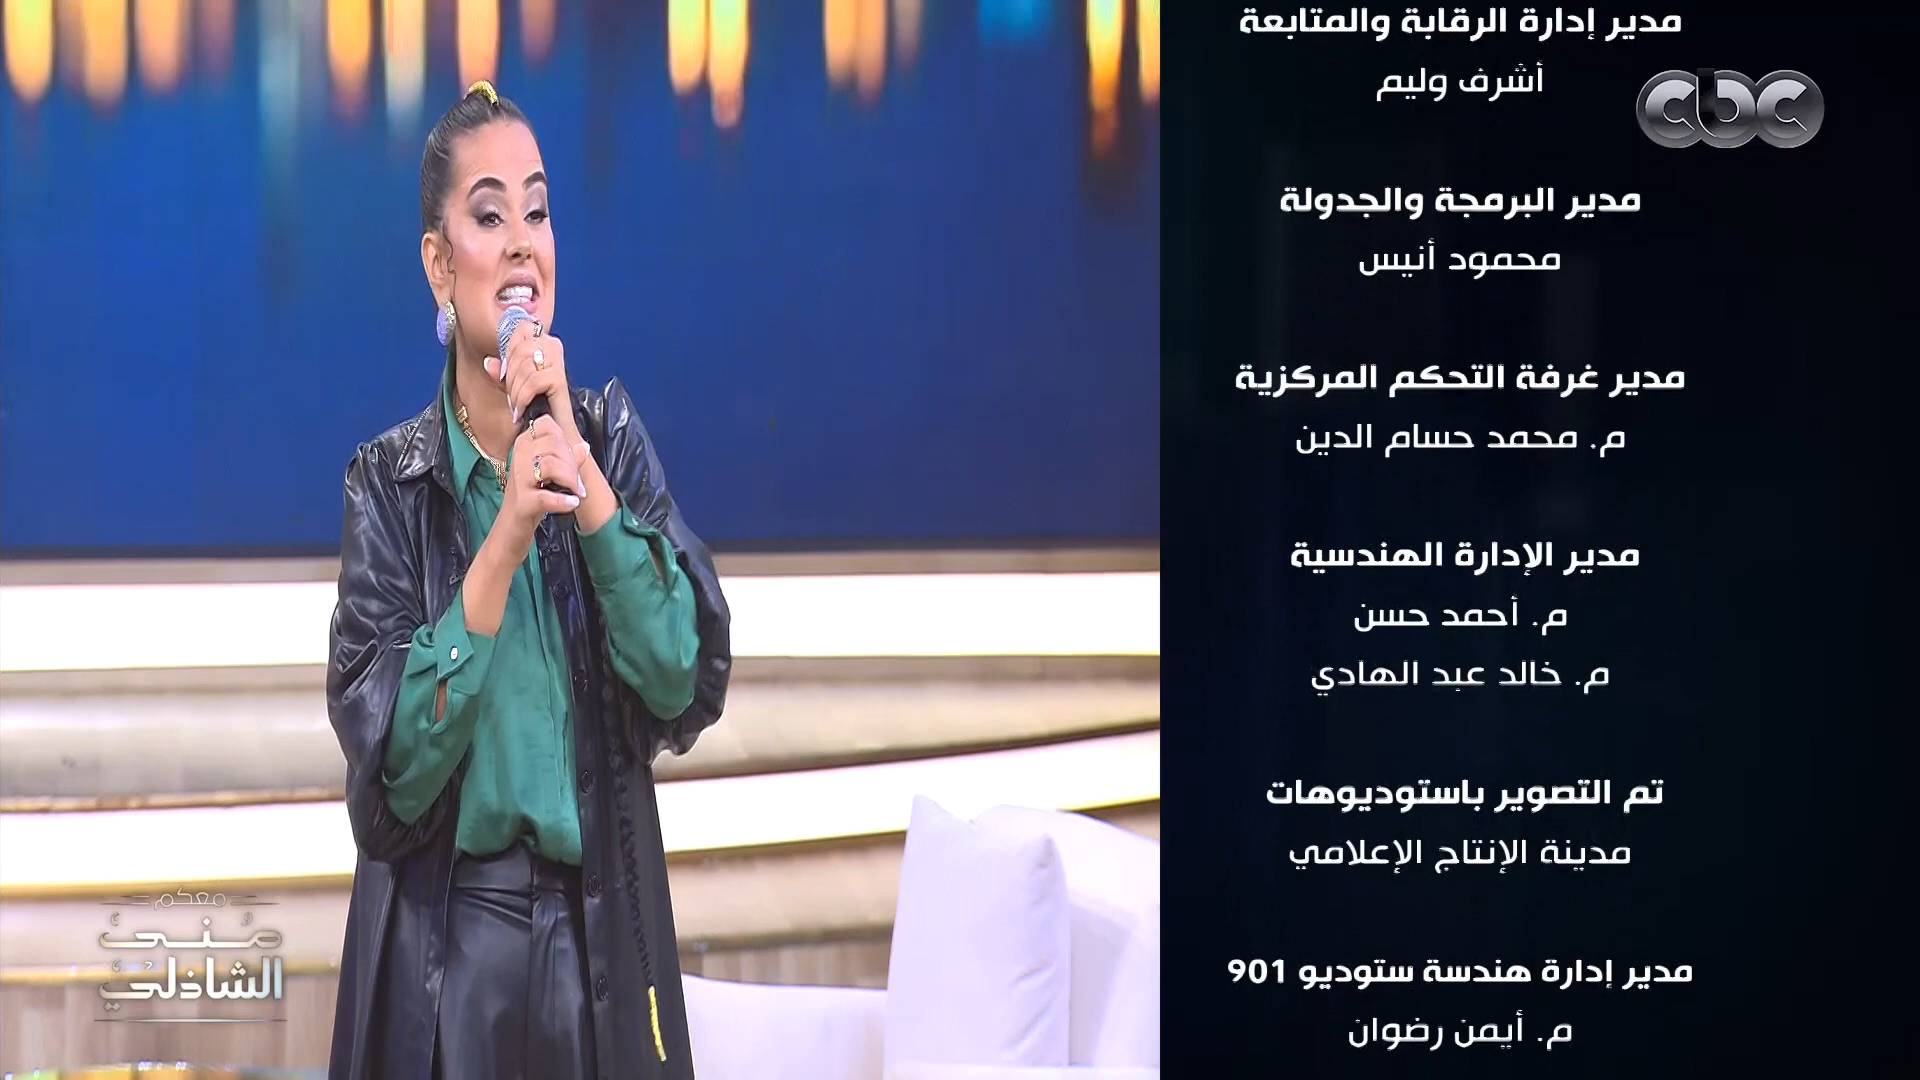 مدير إدارة الرقابة والمتابعة
أشرف وليم
cbc
مدير البرمجة والجدولة
محمود أنيس
مدير غرفة التحكم المركزية
م. محمد حسام الدين
مدير الإدارة الهندسية
م. أحمد حسن
م. خالد عبد الهادي
تم التصوير باستوديوهات
مدينة الإنتاج الإعلامي
مدير إدارة هندسة ستوديو 901
م. أيمن رضوان
معكم
منى
الشاذلي